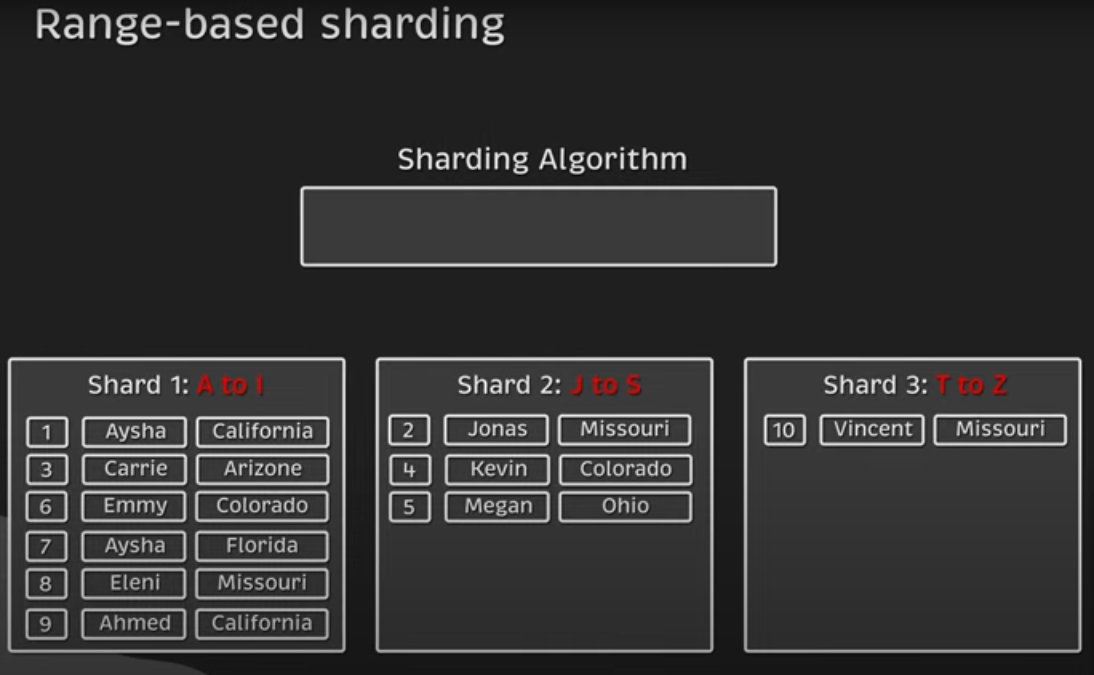 Range-based sharding
Sharding Algorithm
Shard 1: A to I
1 Aysha California
3 Carrie Arizone
6 Emmy Colorado
7 Aysha Florida
8 Eleni Missouri
9 Ahmed California
Shard 2: J to S
2 Jonas Missouri
4 Kevin Colorado
5 Megan Ohio
Shard 3: T to Z
10 Vincent Missouri